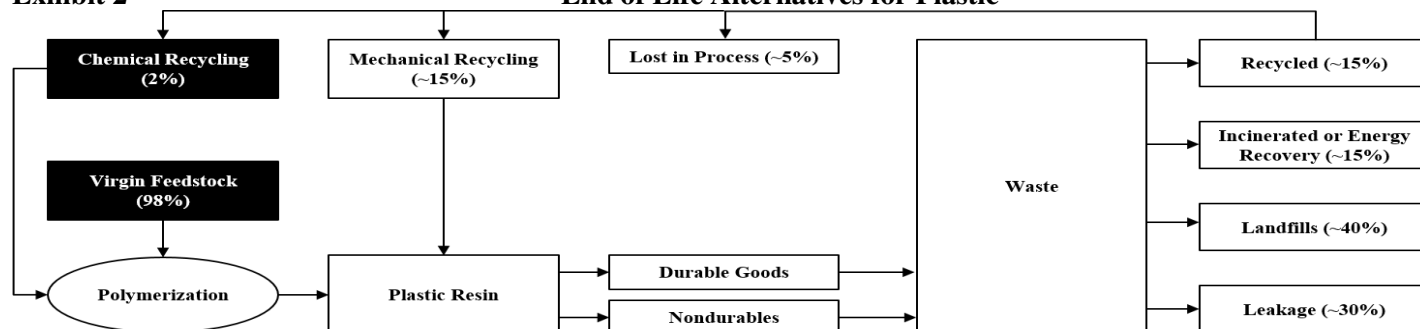 Exhibit 2
End of Life Alternatives for Plastic
Chemical Recycling
(2%)
Mechanical Recycling
(~15%)
Lost in Process (~5%)
Recycled (~15%)
Incinerated or Energy
Recovery (~15%)
Virgin Feedstock
(98%)
Waste
Landfills (~40%)
Polymerization
Plastic Resin
Durable Goods
Nondurables
Leakage (~30%)